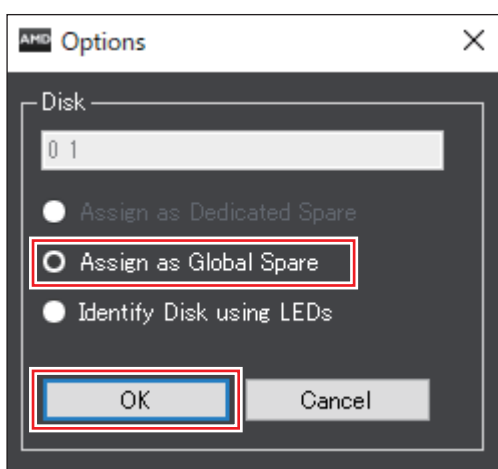 AMD Options
Disk
0 1
Assign as Dedicated Spare
Assign as Global Spare
Identify Disk using LEDs
OK Cancel